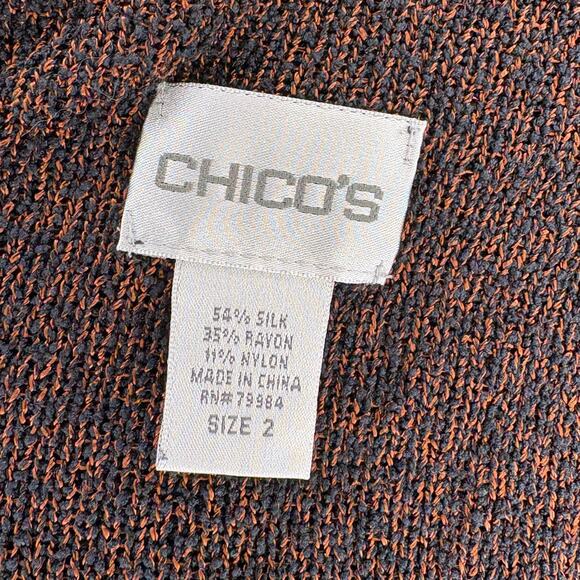 CHICO'S
54% SILK
35% RAYON
11% NYLON
MADE IN CHINA
RN# 79984
SIZE 2